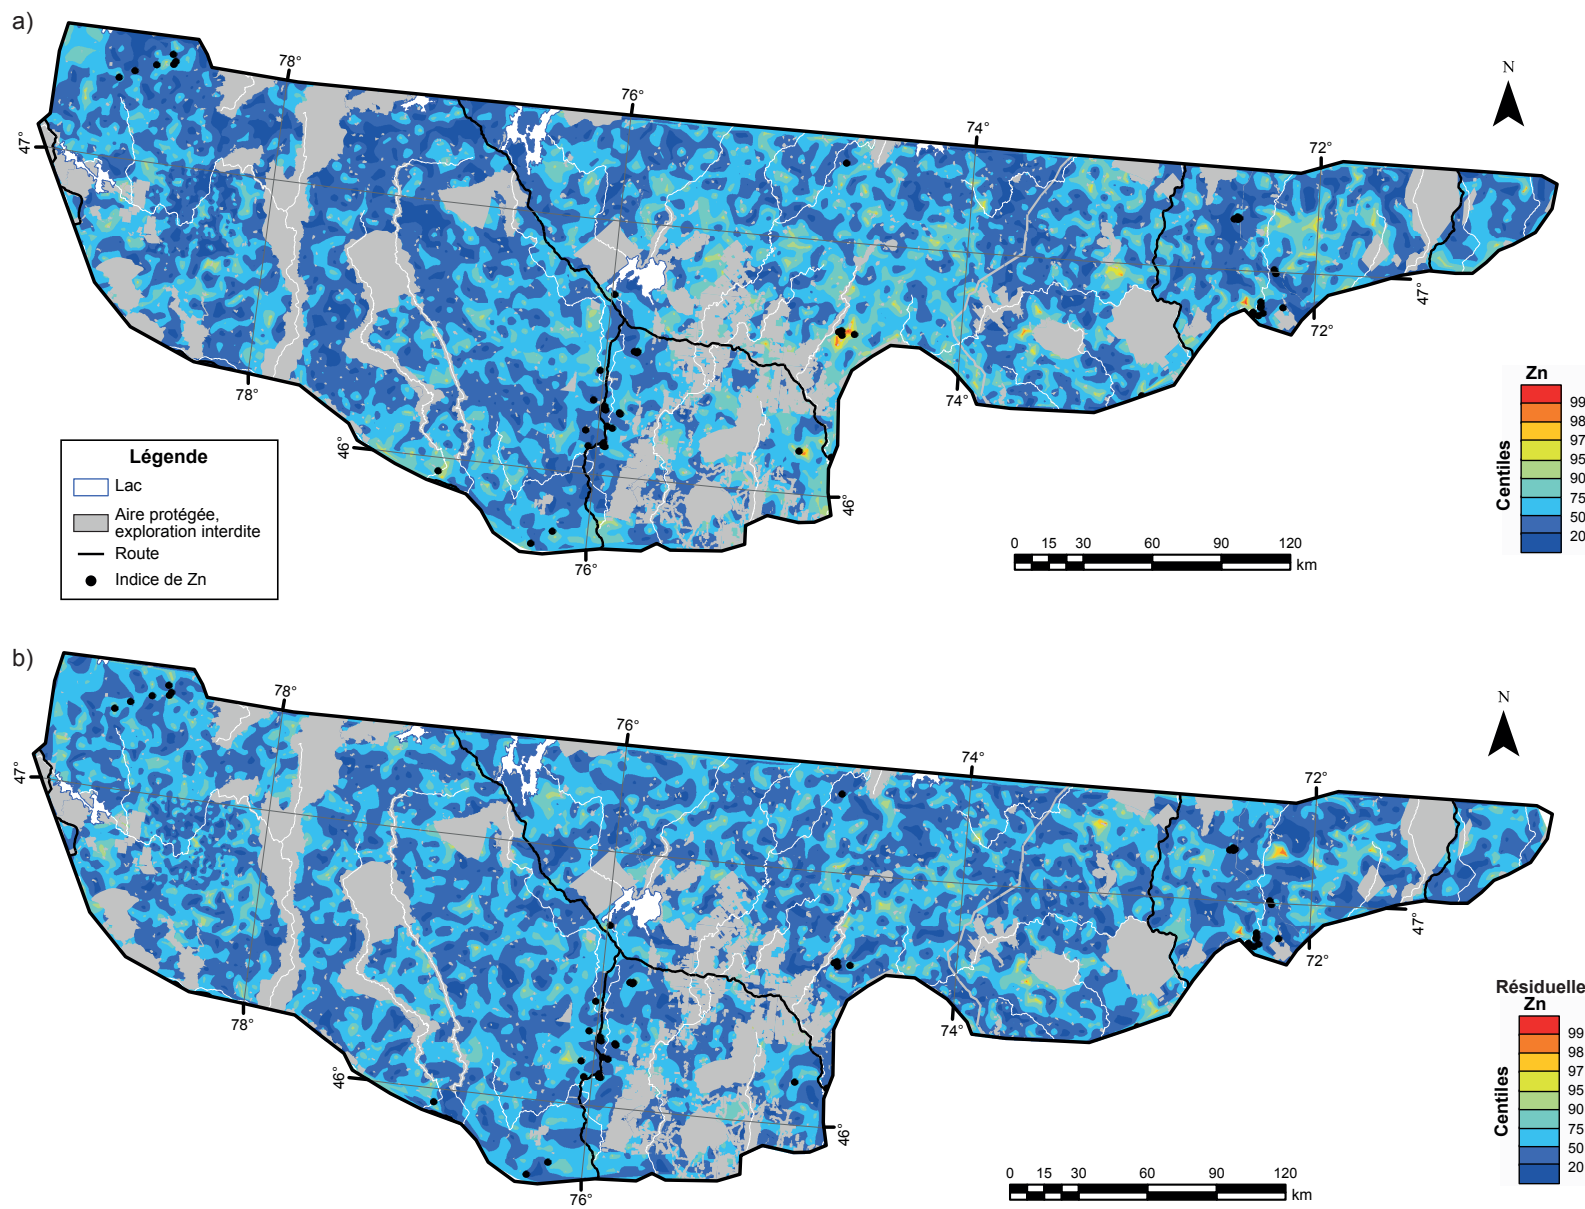 a)
78°
76°
74°
72°
N
47°
78°
46°
76°
46°
74°
72°
47°
Légende
Lac
Aire protégée,
exploration interdite
Route
Indice de Zn
0 15 30 60 90 120
km
Zn
Centiles
99
98
97
95
90
75
50
20
b)
78°
76°
74°
72°
N
47°
78°
46°
76°
46°
74°
72°
47°
0 15 30 60 90 120
km
Résiduelle
Zn
Centiles
99
98
97
95
90
75
50
20